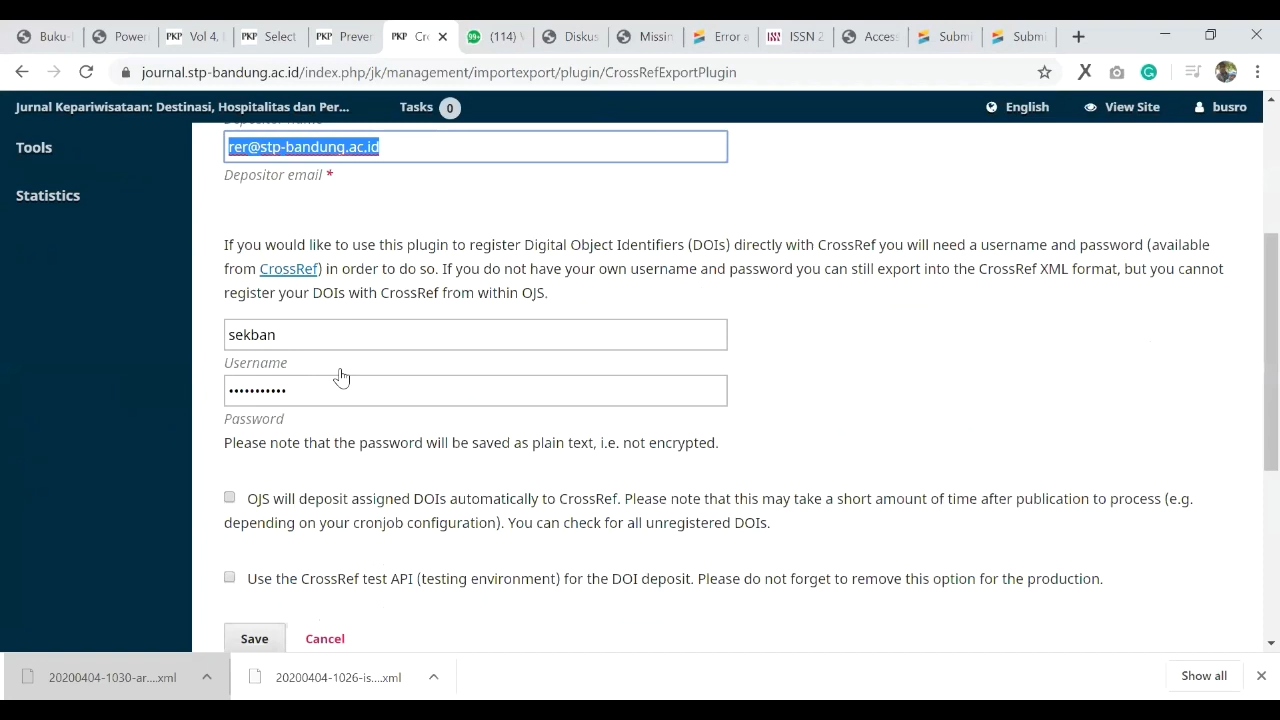 Buku-
Power
PKP Vol 4,
PKP Select
PKP Prever
PKP Cr
99+ (114) V
Diskus
Missin
Error a
ISSN 2
Access
Submi
Submi
journal.stp-bandung.ac.id/index.php/jk/management/importexport/plugin/CrossRefExportPlugin
Jurnal Kepariwisataan: Destinasi, Hospitalitas dan Per...
Tasks 0
English
View Site
busro
Tools
Statistics
Depositor name
rer@stp-bandung.ac.id
Depositor email *
If you would like to use this plugin to register Digital Object Identifiers (DOIs) directly with CrossRef you will need a username and password (available
from CrossRef) in order to do so. If you do not have your own username and password you can still export into the CrossRef XML format, but you cannot
register your DOIs with CrossRef from within OJS.
sekban
Username
•••••••••••
Password
Please note that the password will be saved as plain text, i.e. not encrypted.
OJS will deposit assigned DOIs automatically to CrossRef. Please note that this may take a short amount of time after publication to process (e.g.
depending on your cronjob configuration). You can check for all unregistered DOIs.
Use the CrossRef test API (testing environment) for the DOI deposit. Please do not forget to remove this option for the production.
Save
Cancel
20200404-1030-ar....xml
20200404-1026-is....xml
Show all